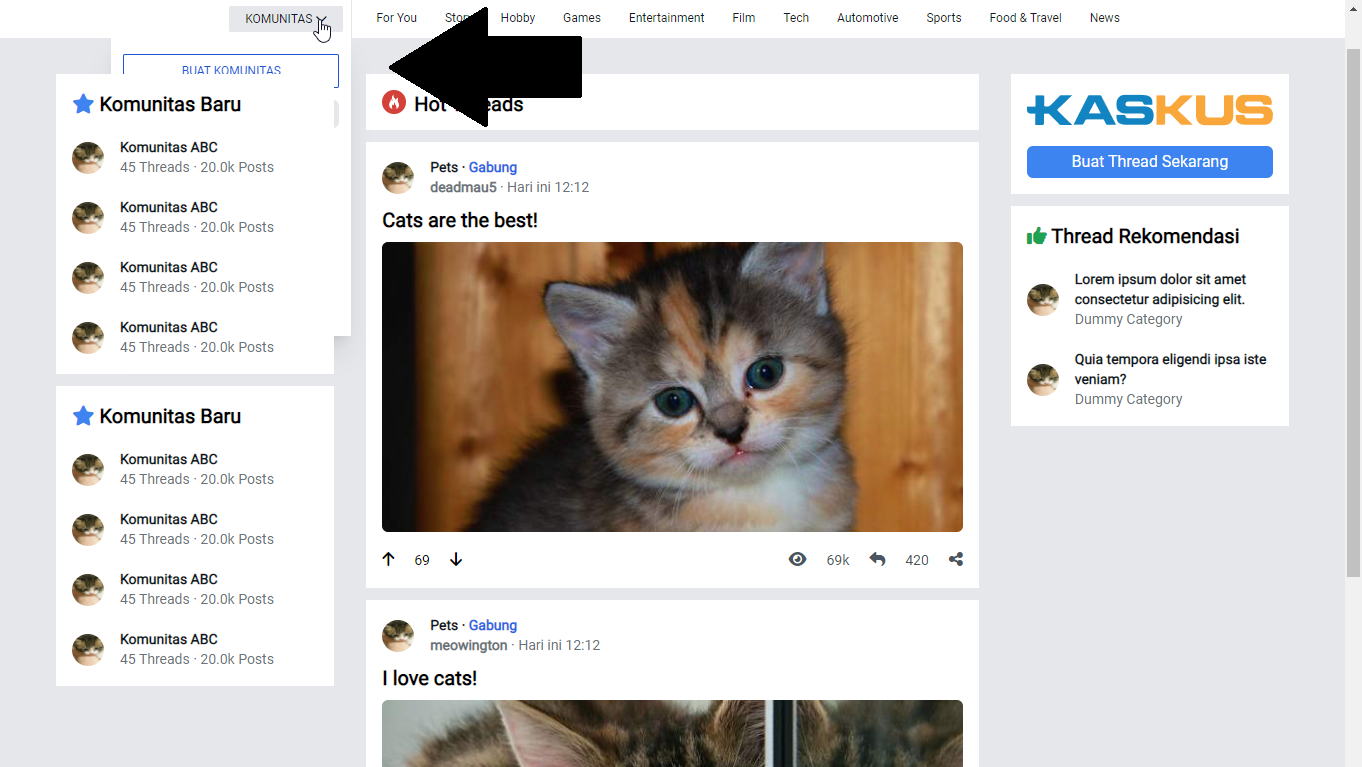 KOMUNITAS
For You
Hobby
Games
Entertainment
Film
Tech
Automotive
Sports
Food & Travel
News
BUAT KOMUNITAS
Komunitas Baru
Komunitas ABC
45 Threads · 20.0k Posts
Komunitas ABC
45 Threads · 20.0k Posts
Komunitas ABC
45 Threads · 20.0k Posts
Komunitas ABC
45 Threads · 20.0k Posts
Komunitas Baru
Komunitas ABC
45 Threads · 20.0k Posts
Komunitas ABC
45 Threads · 20.0k Posts
Komunitas ABC
45 Threads · 20.0k Posts
Komunitas ABC
45 Threads · 20.0k Posts
Hot
Pets · Gabung
deadmau5 · Hari ini 12:12
Cats are the best!
69
69k
420
Pets · Gabung
meowington · Hari ini 12:12
I love cats!
KASKUS
Buat Thread Sekarang
Thread Rekomendasi
Lorem ipsum dolor sit amet
consectetur adipisicing elit.
Dummy Category
Quia tempora eligendi ipsa iste
veniam?
Dummy Category